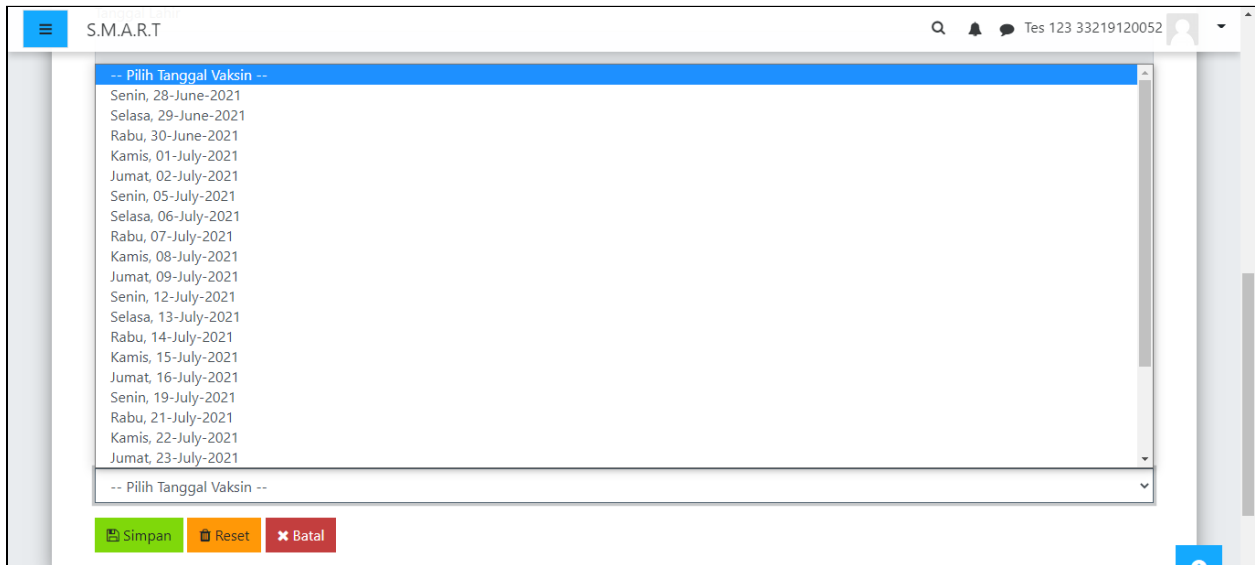 Tanggal Lahir
S.M.A.R.T
Tes 123 33219120052
-- Pilih Tanggal Vaksin --
Senin, 28-June-2021
Selasa, 29-June-2021
Rabu, 30-June-2021
Kamis, 01-July-2021
Jumat, 02-July-2021
Senin, 05-July-2021
Selasa, 06-July-2021
Rabu, 07-July-2021
Kamis, 08-July-2021
Jumat, 09-July-2021
Senin, 12-July-2021
Selasa, 13-July-2021
Rabu, 14-July-2021
Kamis, 15-July-2021
Jumat, 16-July-2021
Senin, 19-July-2021
Rabu, 21-July-2021
Kamis, 22-July-2021
Jumat, 23-July-2021
-- Pilih Tanggal Vaksin --
Simpan Reset Batal